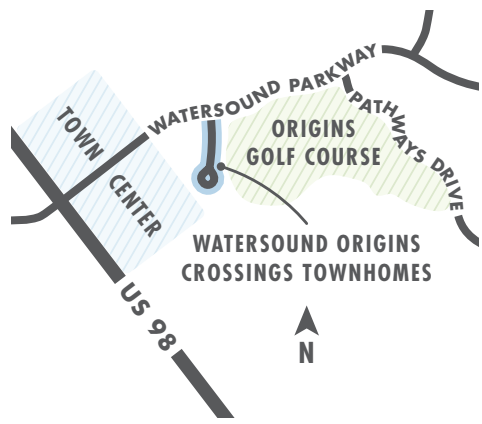 WATERSOUND PARKWAY
TOWN
CENTER
ORIGINS
GOLF COURSE
PATHWAYS DRIVE
WATERSOUND ORIGINS
CROSSINGS TOWNHOMES
US 98
N